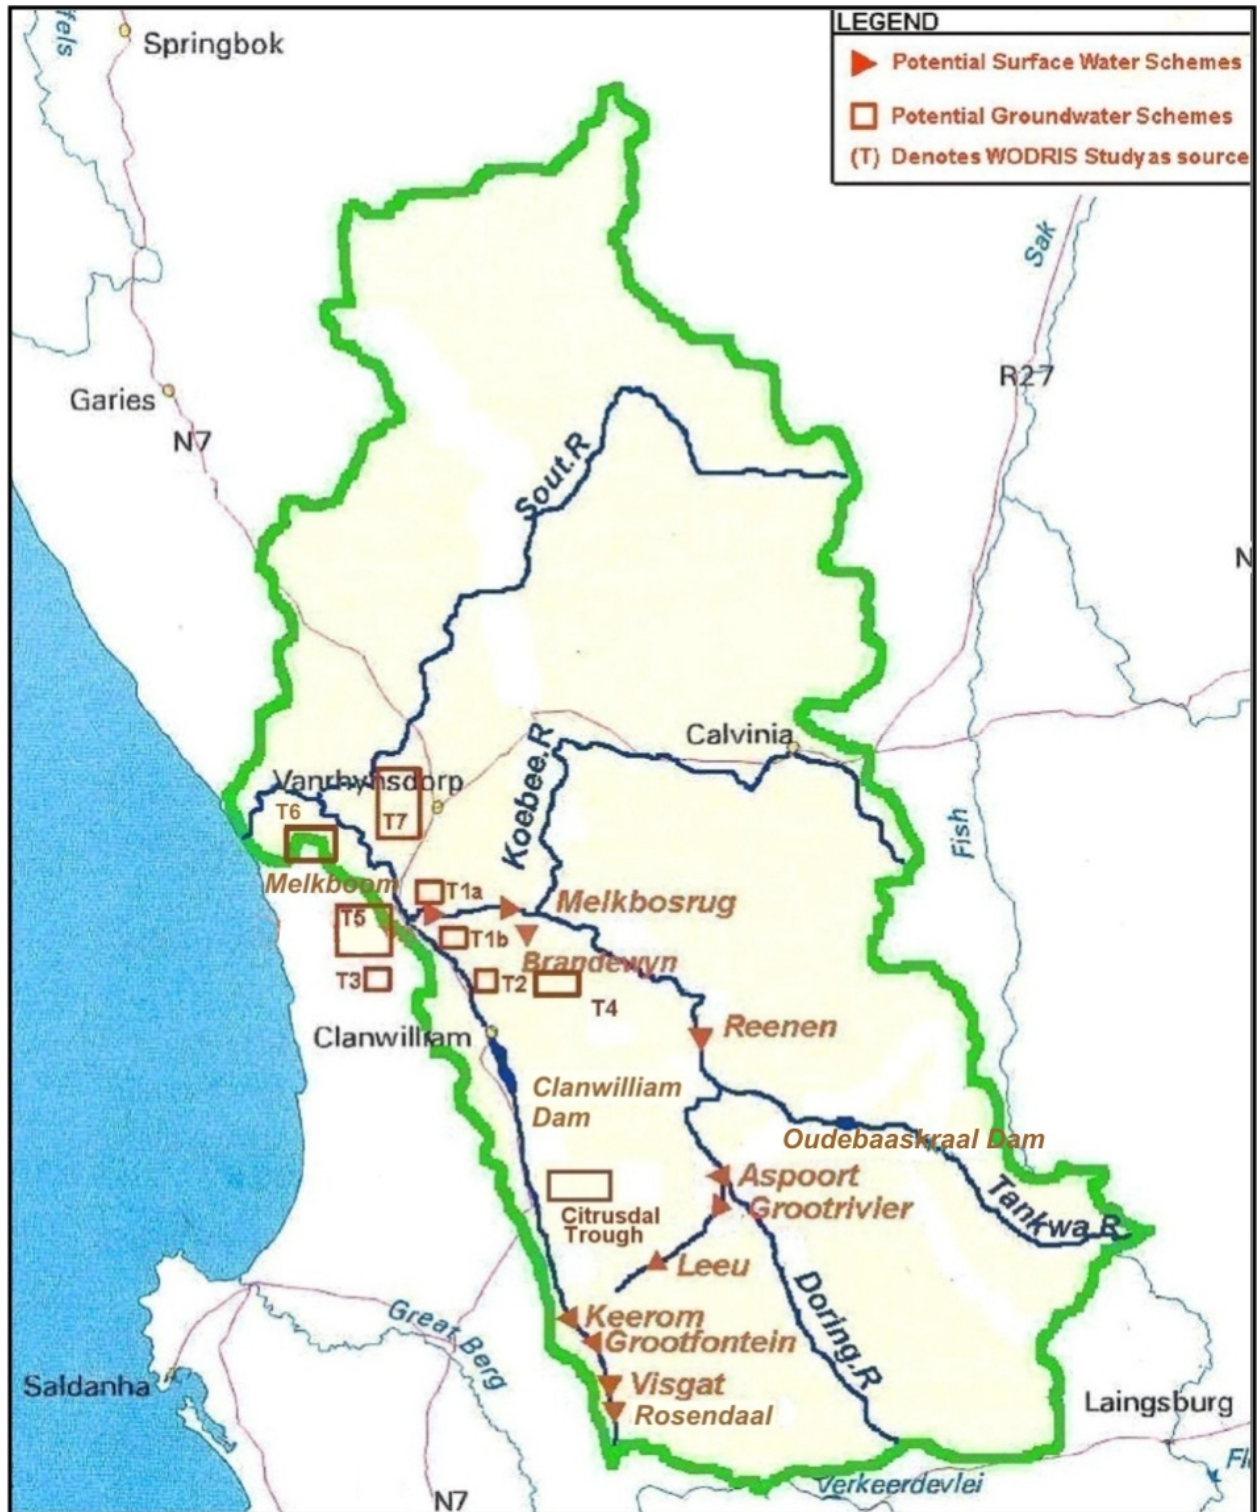 LEGEND
Potential Surface Water Schemes
Potential Groundwater Schemes
(T) Denotes WODRIS Study as source
fels
Springbok
Sak
R27
Garies
N7
Sout.R
N
Calvinia
Koebee.R
Vanrhynsdorp
T6
T7
Fish
Melkboom
T1a
Melkbosrug
T5
T1b
Brandewyn
T3
T2
T4
Reenen
Clanwilliam
Clanwilliam
Dam
Oudebaaskraal Dam
Aspoort
Grootrivier
Tankwa.R
Citrusdal
Trough
Leeu
Doring.R
Keerom
Great Berg
Grootfontein
Saldanha
Visgat
Rosendaal
Laingsburg
Verkeerdevlei
Fl
N7